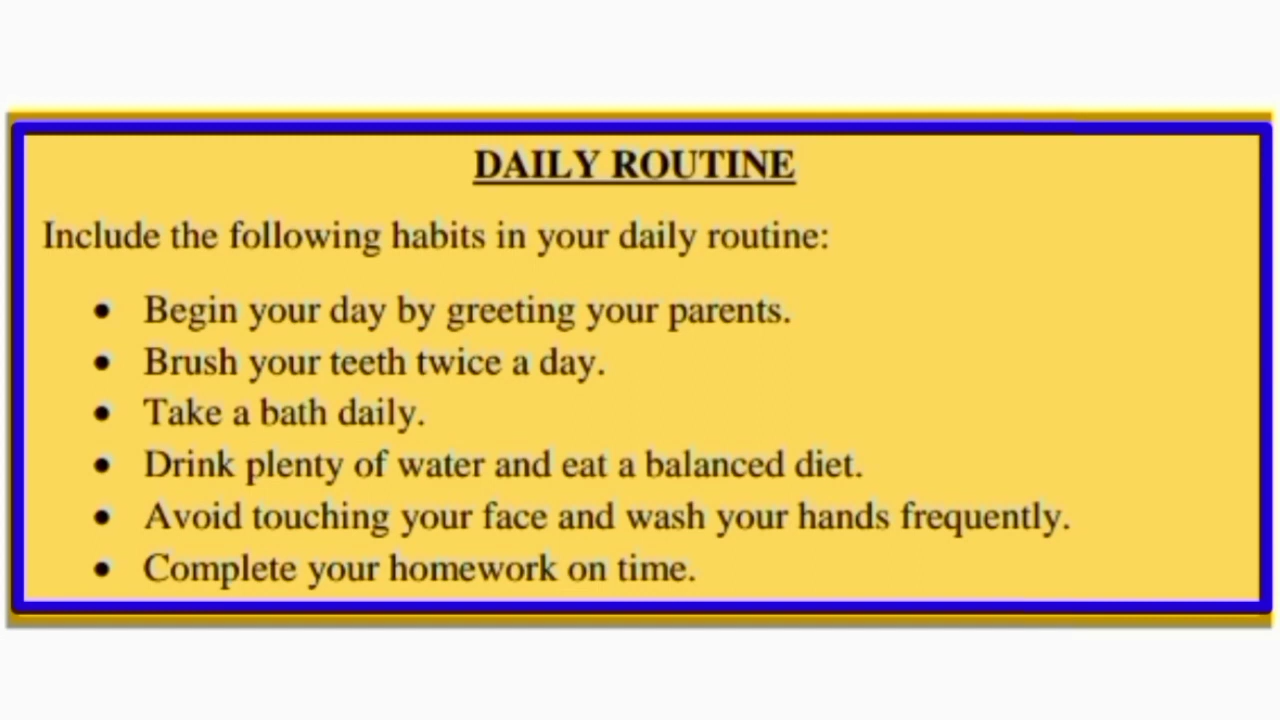 DAILY ROUTINE
Include the following habits in your daily routine:
• Begin your day by greeting your parents.
• Brush your teeth twice a day.
• Take a bath daily.
• Drink plenty of water and eat a balanced diet.
• Avoid touching your face and wash your hands frequently.
• Complete your homework on time.